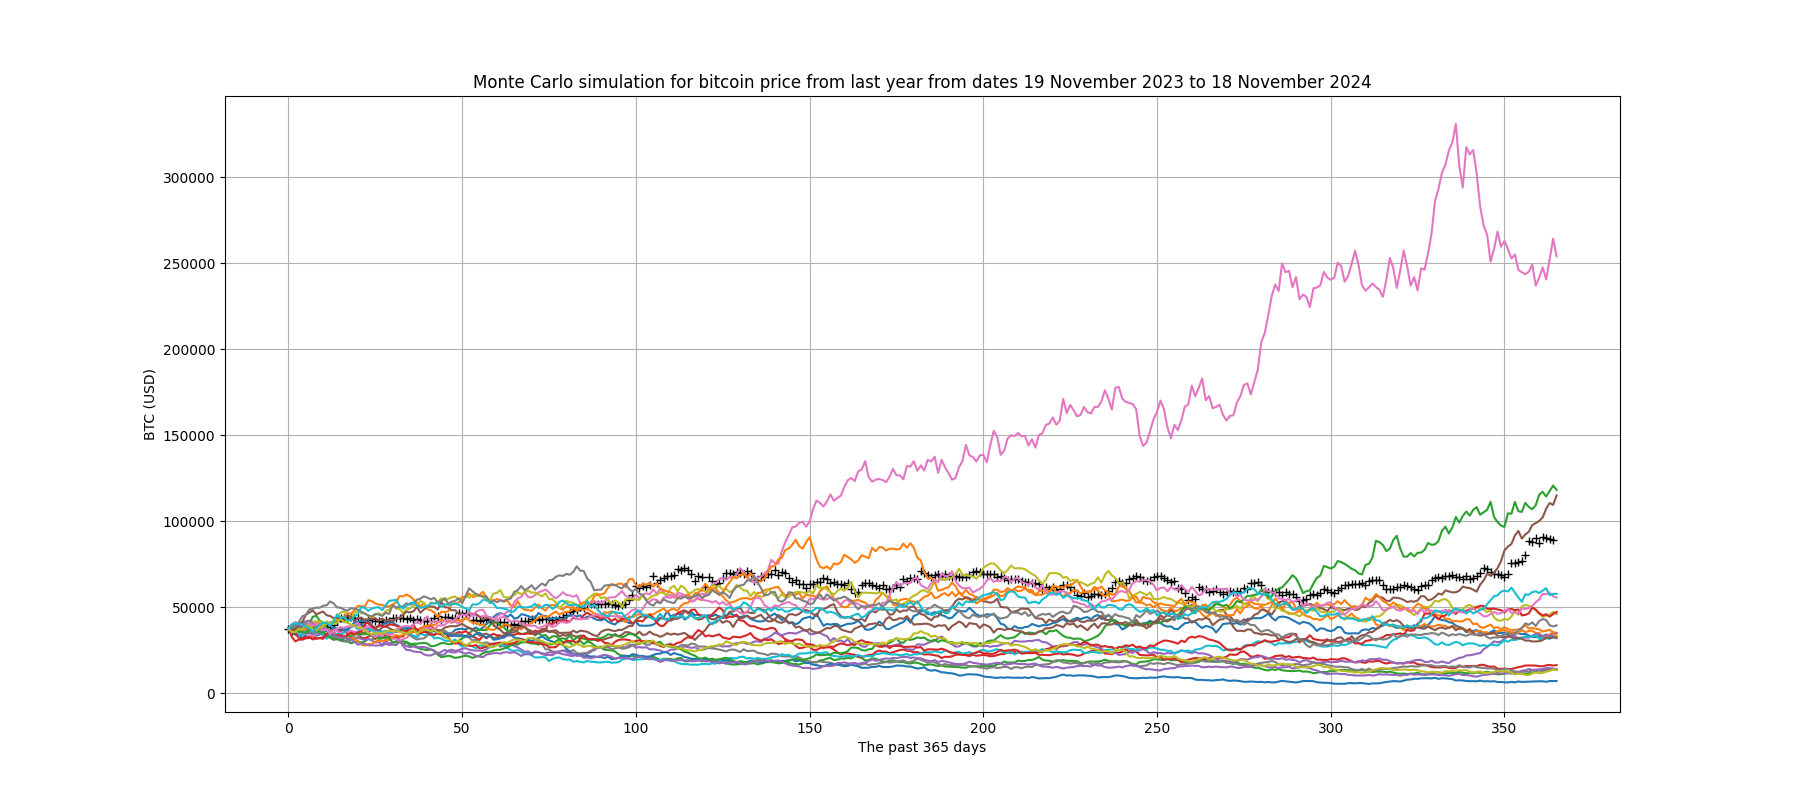 Monte Carlo simulation for bitcoin price from last year from dates 19 November 2023 to 18 November 2024
300000
250000
200000
150000
100000
50000
0
BTC (USD)
0 50 100 150 200 250 300 350
The past 365 days